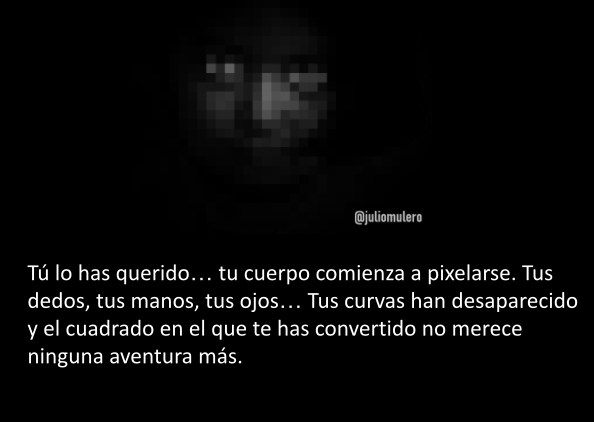 @juliomulero
Tú lo has querido… tu cuerpo comienza a pixelarse. Tus
dedos, tus manos, tus ojos… Tus curvas han desaparecido
y el cuadrado en el que te has convertido no merece
ninguna aventura más.